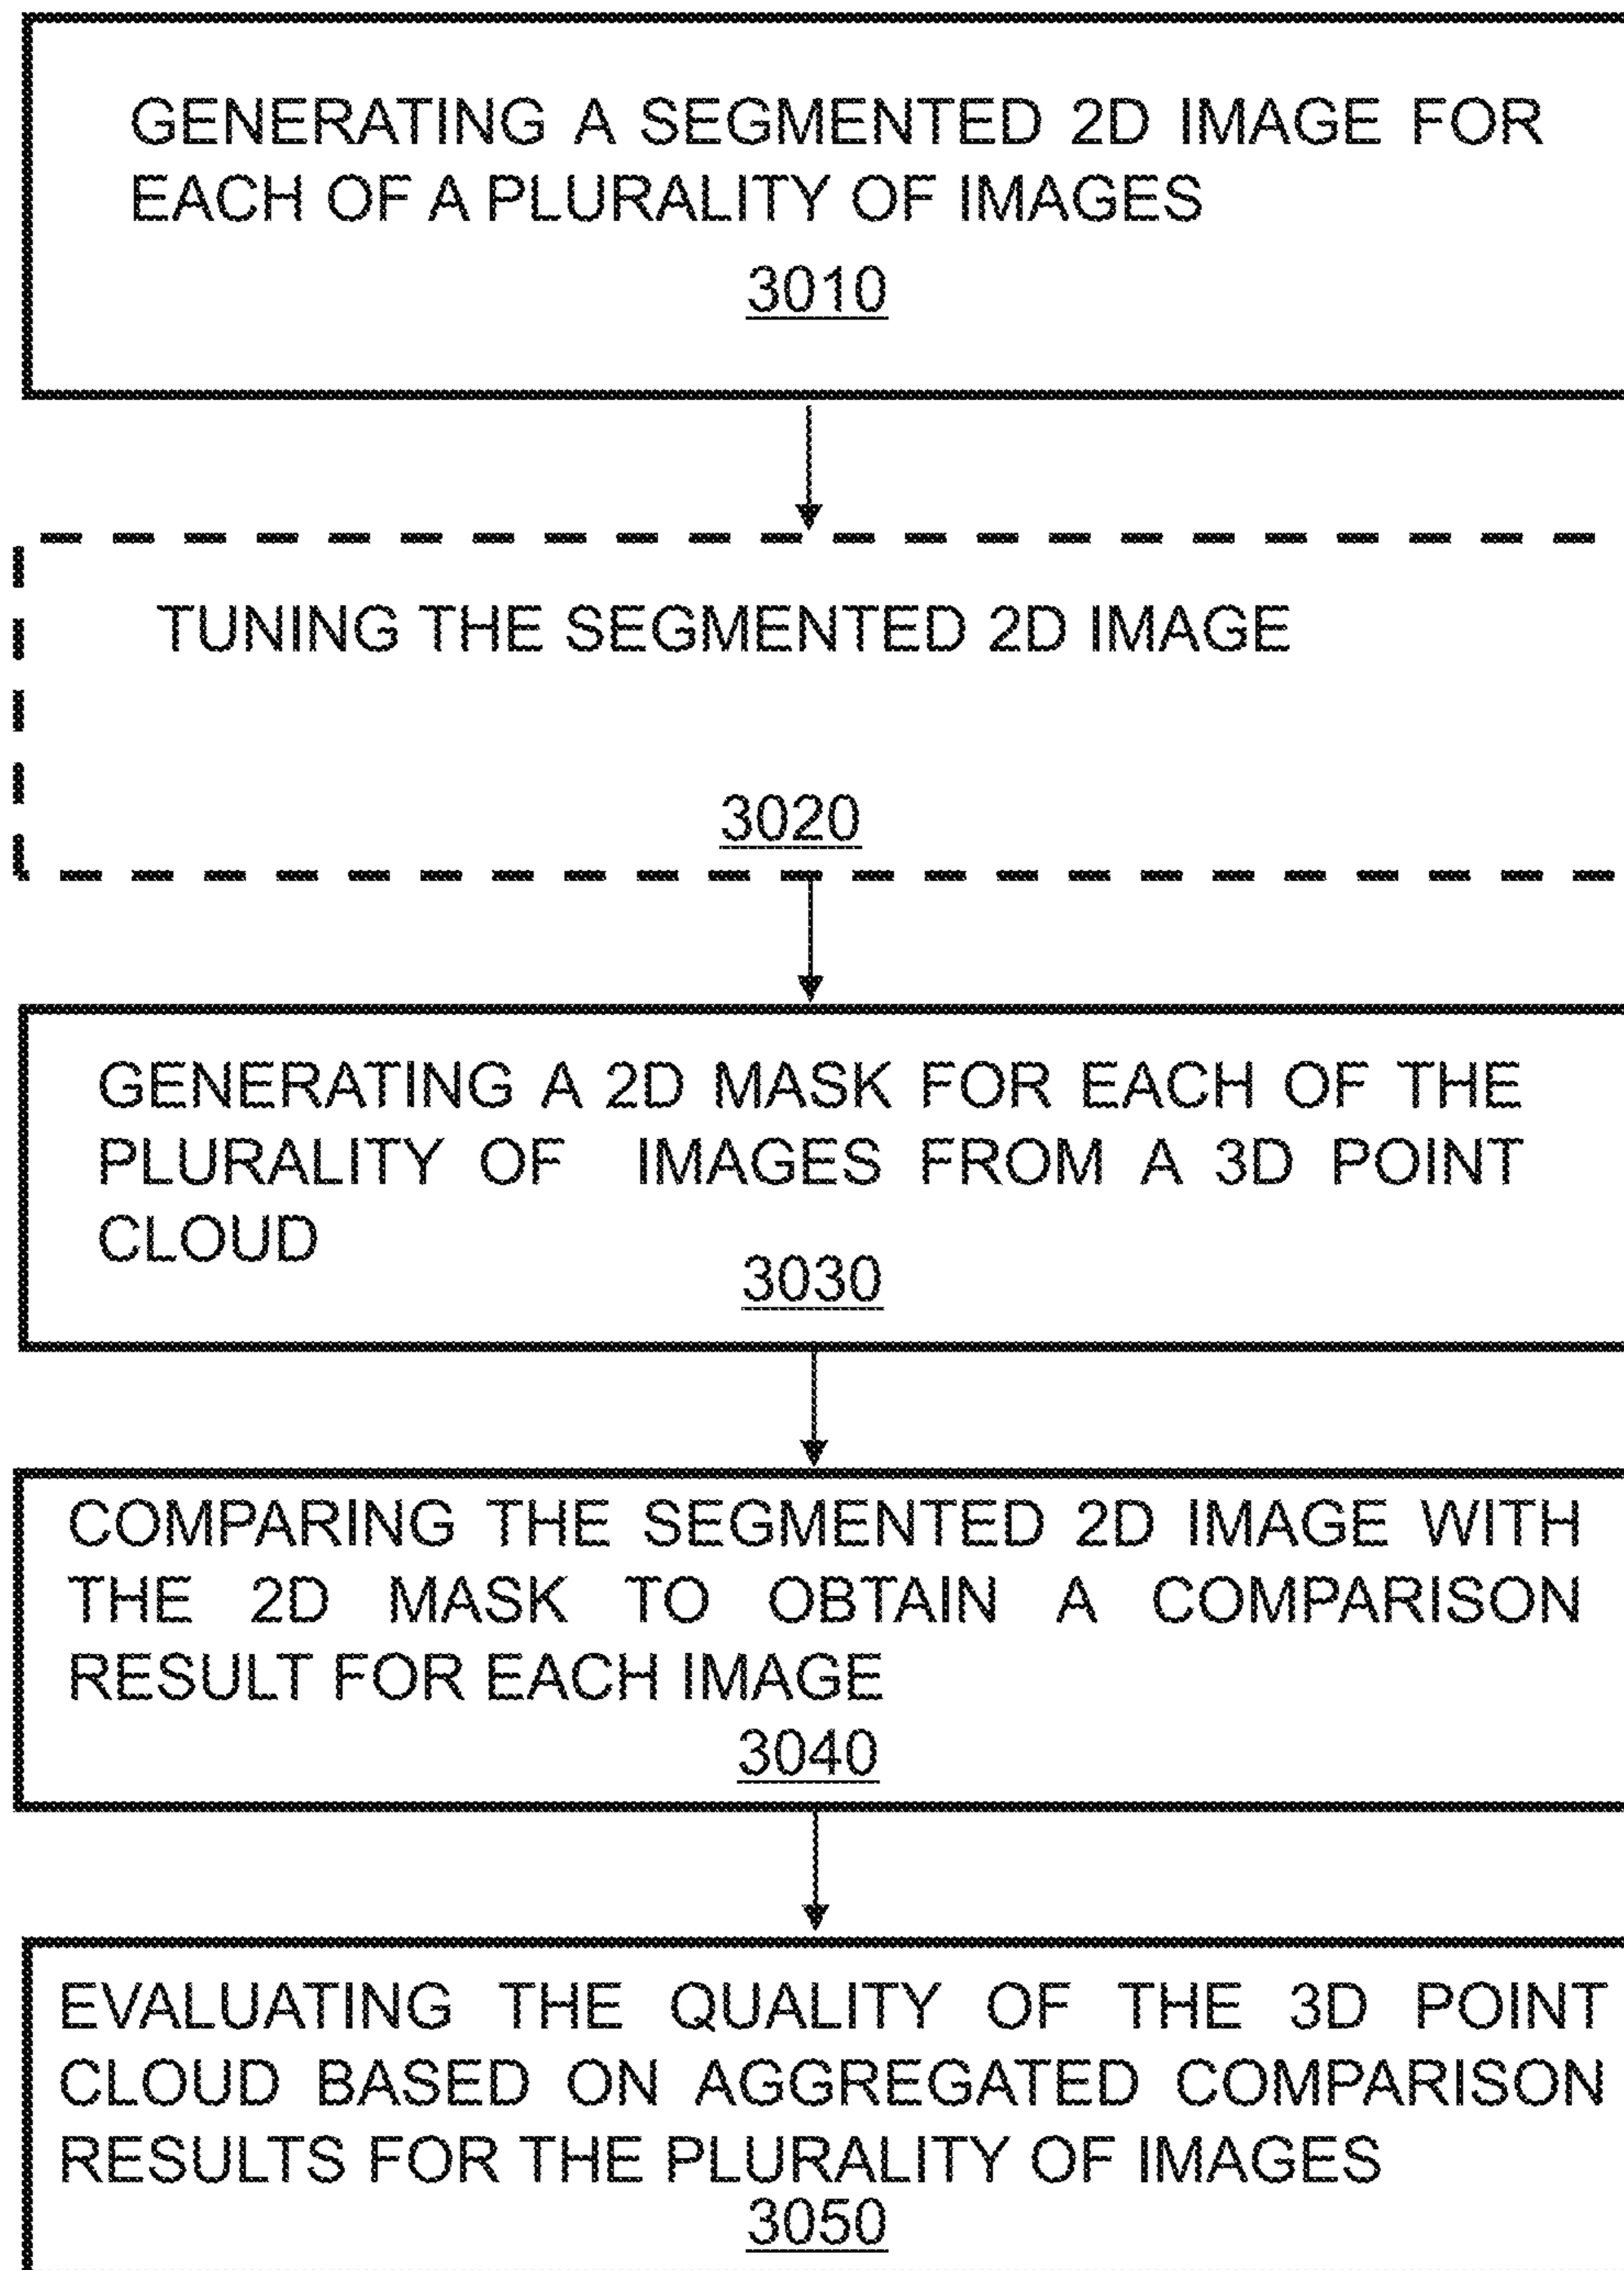 GENERATING A SEGMENTED 2D IMAGE FOR
EACH OF A PLURALITY OF IMAGES
3010
TUNING THE SEGMENTED 2D IMAGE
3020
GENERATING A 2D MASK FOR EACH OF THE
PLURALITY OF IMAGES FROM A 3D POINT
CLOUD
3030
COMPARING THE SEGMENTED 2D IMAGE WITH
THE 2D MASK TO OBTAIN A COMPARISON
RESULT FOR EACH IMAGE
3040
EVALUATING THE QUALITY OF THE 3D POINT
CLOUD BASED ON AGGREGATED COMPARISON
RESULTS FOR THE PLURALITY OF IMAGES
3050